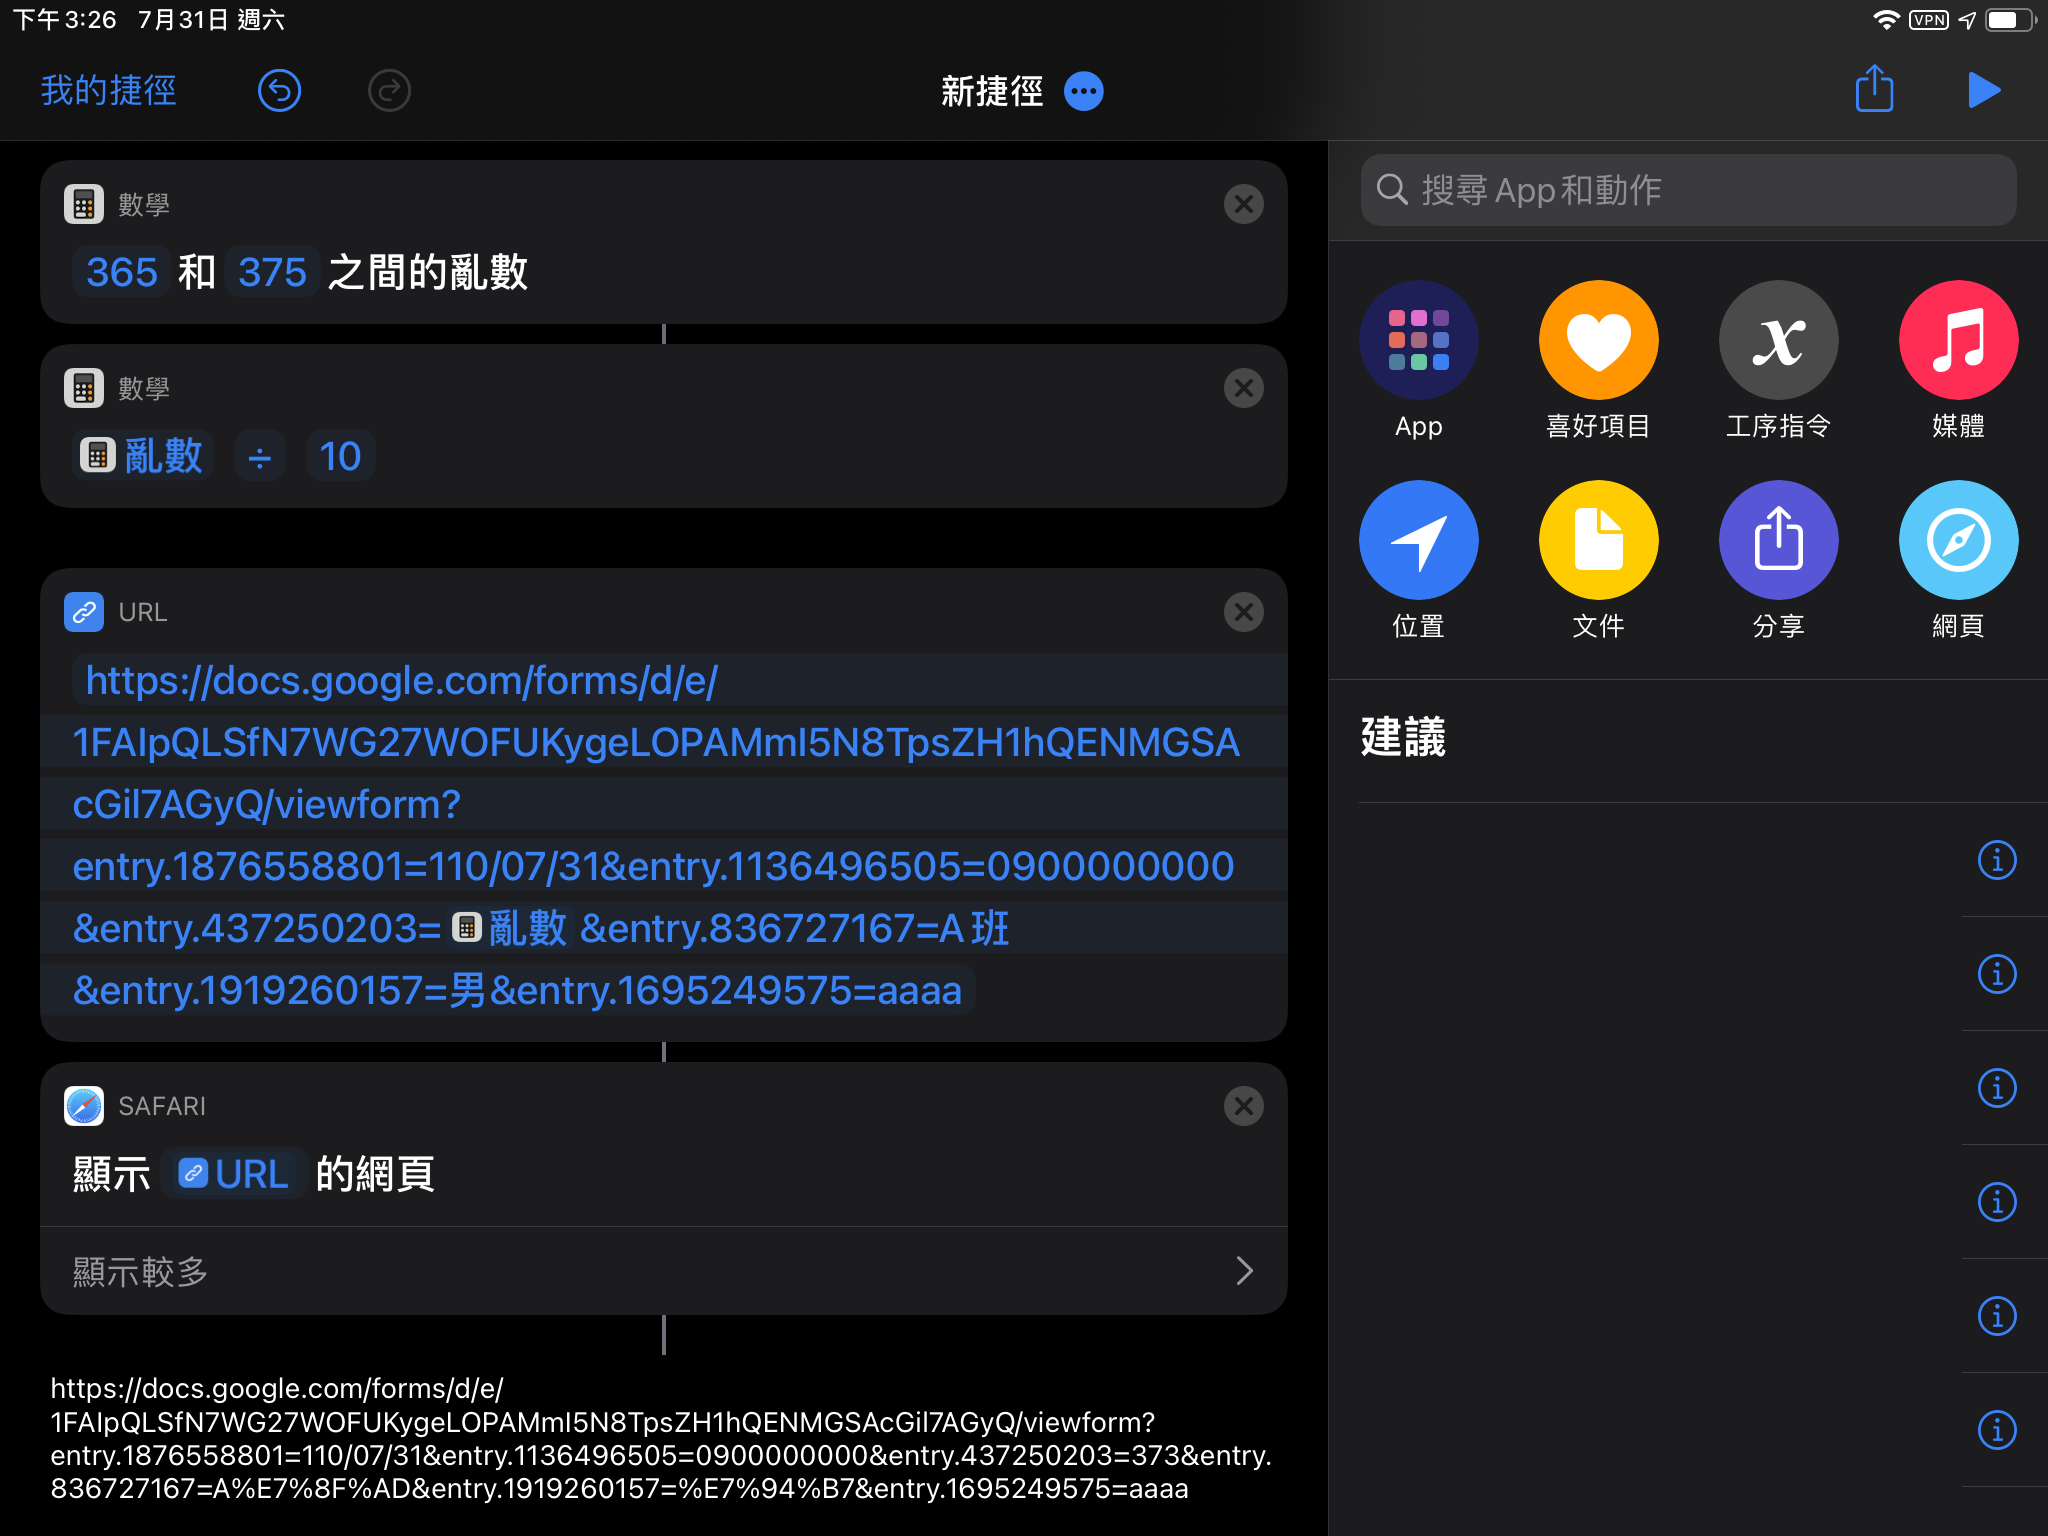 下午3:26 7月31日 週六
VPN
我的捷徑
新捷徑
數學
365 和 375 之間的亂數
數學
亂數 ÷ 10
URL
https://docs.google.com/forms/d/e/
1FAIpQLSfN7WG27WOFUKygeLOPAMmI5N8TpsZH1hQENMGSA
cGil7AGyQ/viewform?
entry.1876558801=110/07/31&entry.1136496505=0900000000
&entry.437250203=亂數 &entry.836727167=A班
&entry.1919260157=男&entry.1695249575=aaaa
SAFARI
顯示 URL 的網頁
顯示較多
https://docs.google.com/forms/d/e/
1FAIpQLSfN7WG27WOFUKygeLOPAMmI5N8TpsZH1hQENMGSAcGil7AGyQ/viewform?
entry.1876558801=110/07/31&entry.1136496505=0900000000&entry.437250203=373&entry.
836727167=A%E7%8F%AD&entry.1919260157=%E7%94%B7&entry.1695249575=aaaa
搜尋 App 和動作
App
喜好項目
工序指令
媒體
位置
文件
分享
網頁
建議